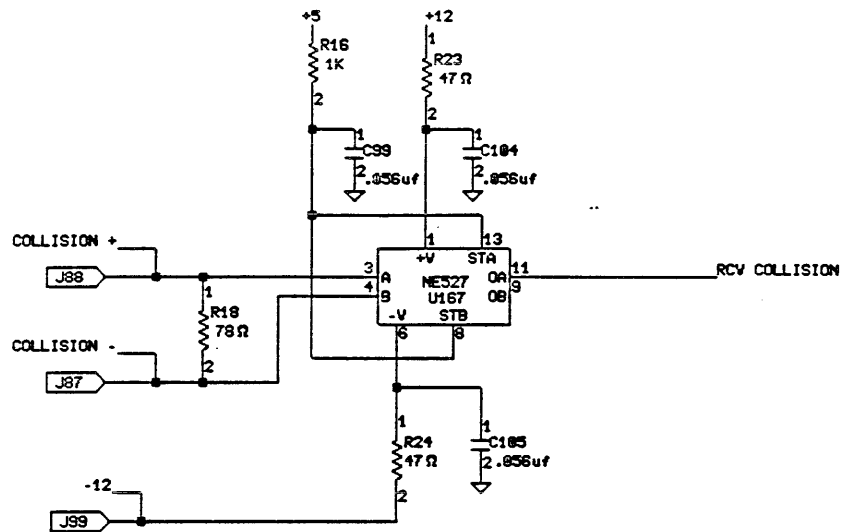 +5
+12
1
R16
1K
R23
47Ω
2
2
1
C99
2
.056uf
1
C104
2
.056uf
COLLISION +
J88
1
13
+V
STA
3
A
NE527
OA
11
4
B
U167
OB
9
-V
STB
6
8
RCV COLLISION
1
R18
78Ω
2
COLLISION -
J87
1
R24
47Ω
2
1
C105
2
.056uf
-12
J99